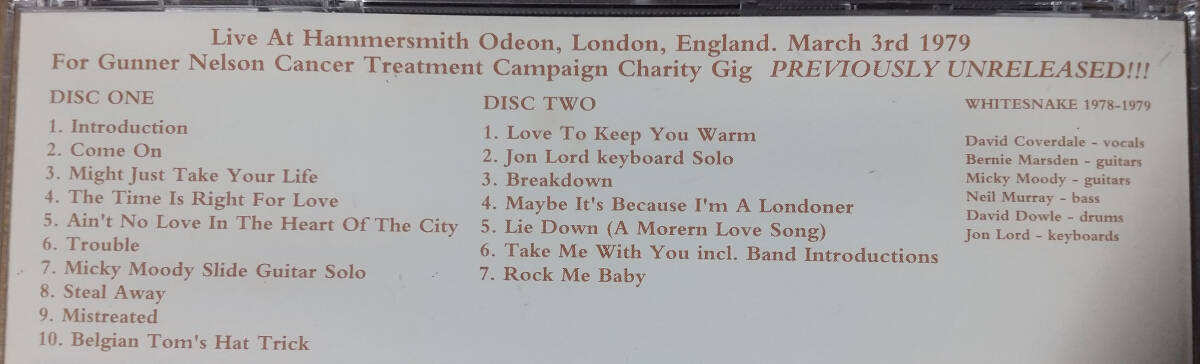 Live At Hammersmith Odeon, London, England. March 3rd 1979
For Gunner Nelson Cancer Treatment Campaign Charity Gig PREVIOUSLY UNRELEASED!!!
DISC ONE
1. Introduction
2. Come On
3. Might Just Take Your Life
4. The Time Is Right For Love
5. Ain't No Love In The Heart Of The City
6. Trouble
7. Micky Moody Slide Guitar Solo
8. Steal Away
9. Mistreated
10. Belgian Tom's Hat Trick
DISC TWO
1. Love To Keep You Warm
2. Jon Lord keyboard Solo
3. Breakdown
4. Maybe It's Because I'm A Londoner
5. Lie Down (A Morern Love Song)
6. Take Me With You incl. Band Introductions
7. Rock Me Baby
WHITESNAKE 1978-1979
David Coverdale - vocals
Bernie Marsden - guitars
Micky Moody - guitars
Neil Murray - bass
David Dowle - drums
Jon Lord - keyboards